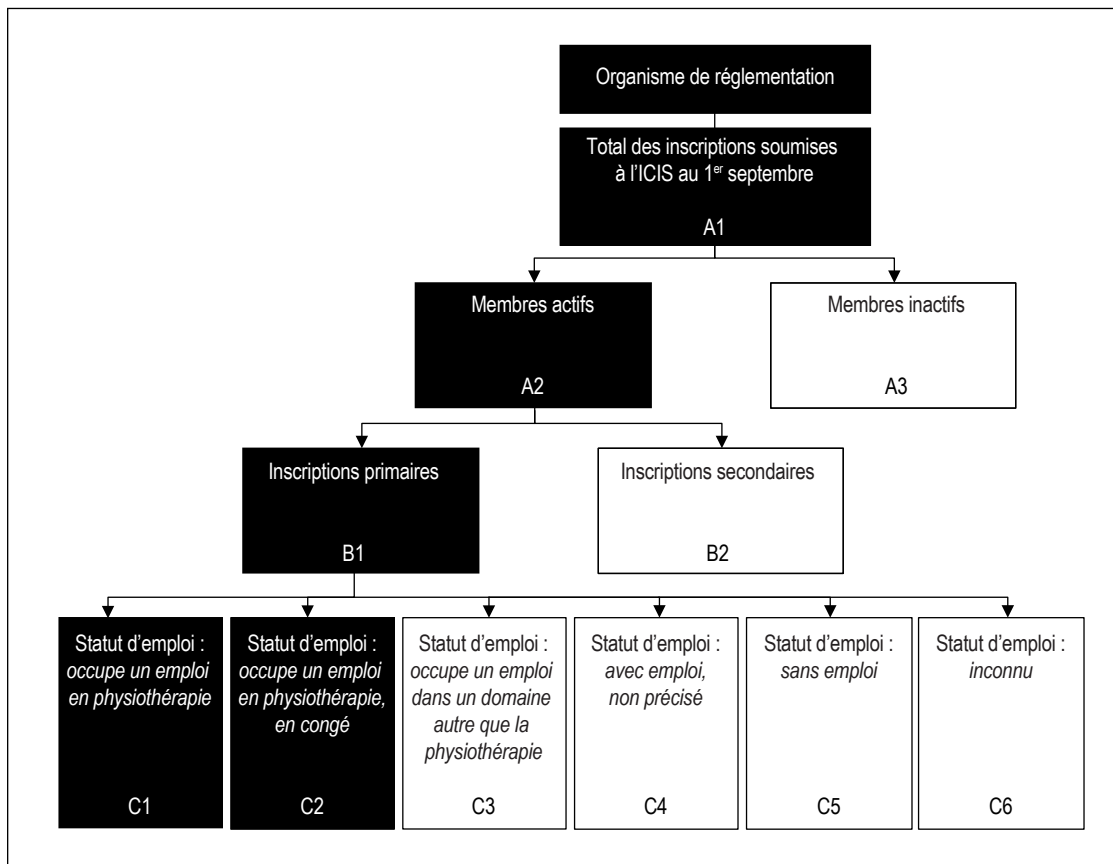 Organisme de réglementation
Total des inscriptions soumises
à l'ICIS au 1er septembre
A1
Membres actifs
A2
Membres inactifs
A3
Inscriptions primaires
B1
Inscriptions secondaires
B2
Statut d'emploi :
occupe un emploi
en physiothérapie
C1
Statut d'emploi :
occupe un emploi
en physiothérapie,
en congé
C2
Statut d'emploi :
occupe un emploi
dans un domaine
autre que la
physiothérapie
C3
Statut d'emploi :
avec emploi,
non précisé
C4
Statut d'emploi :
sans emploi
C5
Statut d'emploi :
inconnu
C6